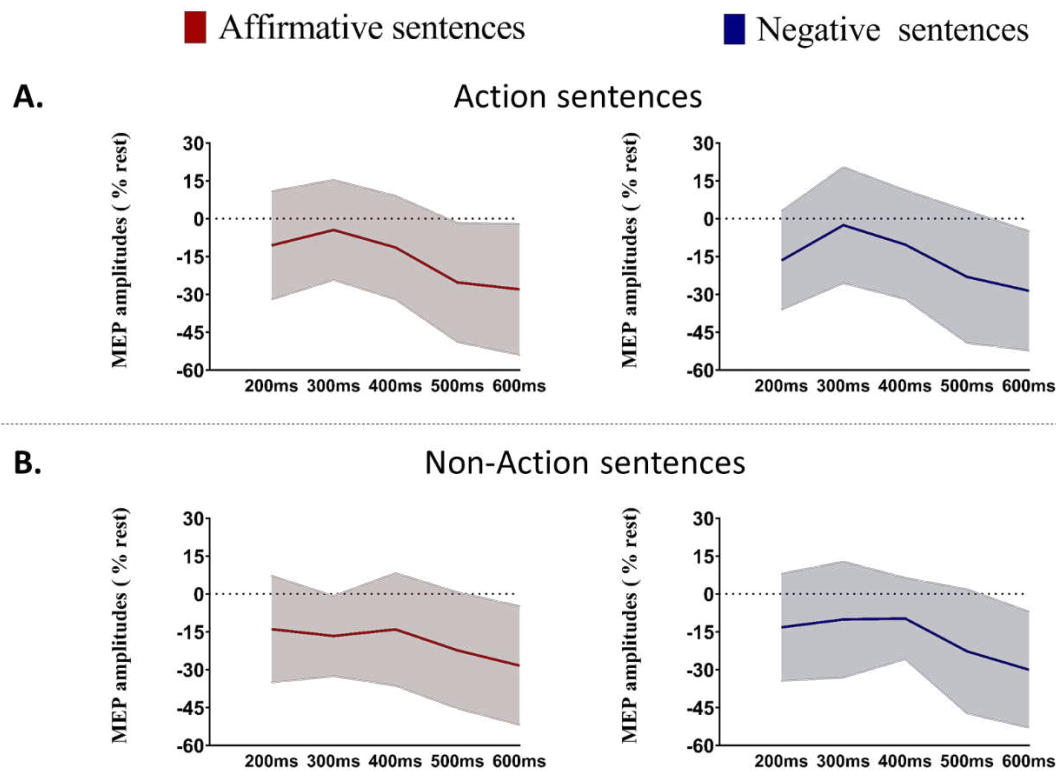 Affirmative sentences Negative sentences
A. Action sentences
MEP amplitudes ( % rest) MEP amplitudes ( % rest)
30 30
15 15
0 0
-15 -15
-30 -30
-45 -45
-60 -60
200ms 300ms 400ms 500ms 600ms 200ms 300ms 400ms 500ms 600ms
B. Non-Action sentences
MEP amplitudes ( % rest) MEP amplitudes ( % rest)
30 30
15 15
0 0
-15 -15
-30 -30
-45 -45
-60 -60
200ms 300ms 400ms 500ms 600ms 200ms 300ms 400ms 500ms 600ms